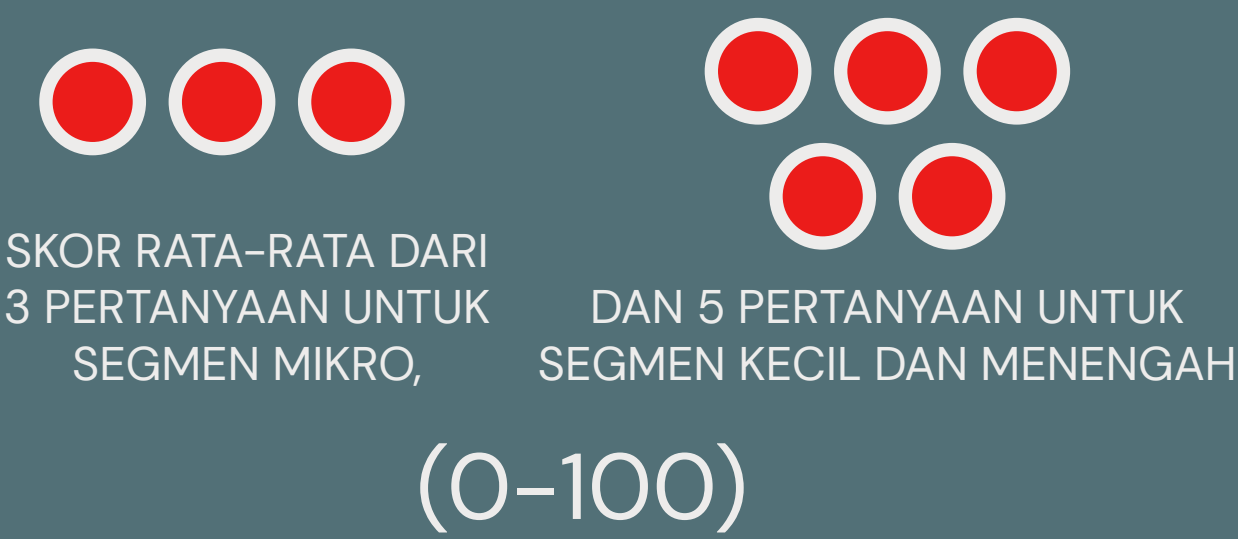 SKOR RATA-RATA DARI
3 PERTANYAAN UNTUK
SEGMEN MIKRO,
DAN 5 PERTANYAAN UNTUK
SEGMEN KECIL DAN MENENGAH
(0-100)